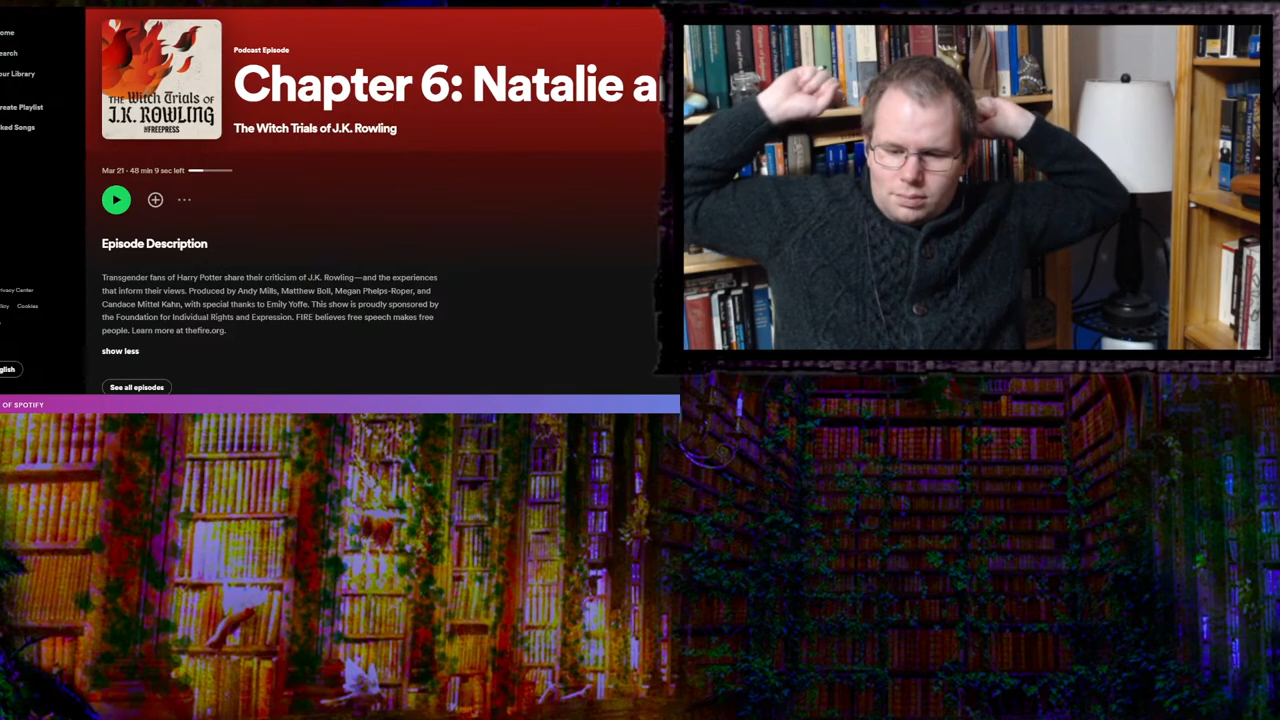 ome
earch
our Library
reate Playlist
ked Songs
rivacy Center
licy Cookies
glish
OF SPOTIFY
THE WITCH TRIALS OF
J.K. ROWLING
#FREEPRESS
Podcast Episode
Chapter 6: Natalie a
The Witch Trials of J.K. Rowling
Mar 21 · 48 min 9 sec left
Episode Description
Transgender fans of Harry Potter share their criticism of J.K. Rowling—and the experiences
that inform their views. Produced by Andy Mills, Matthew Boll, Megan Phelps-Roper, and
Candace Mittel Kahn, with special thanks to Emily Yoffe. This show is proudly sponsored by
the Foundation for Individual Rights and Expression. FIRE believes free speech makes free
people. Learn more at thefire.org.
show less
See all episodes